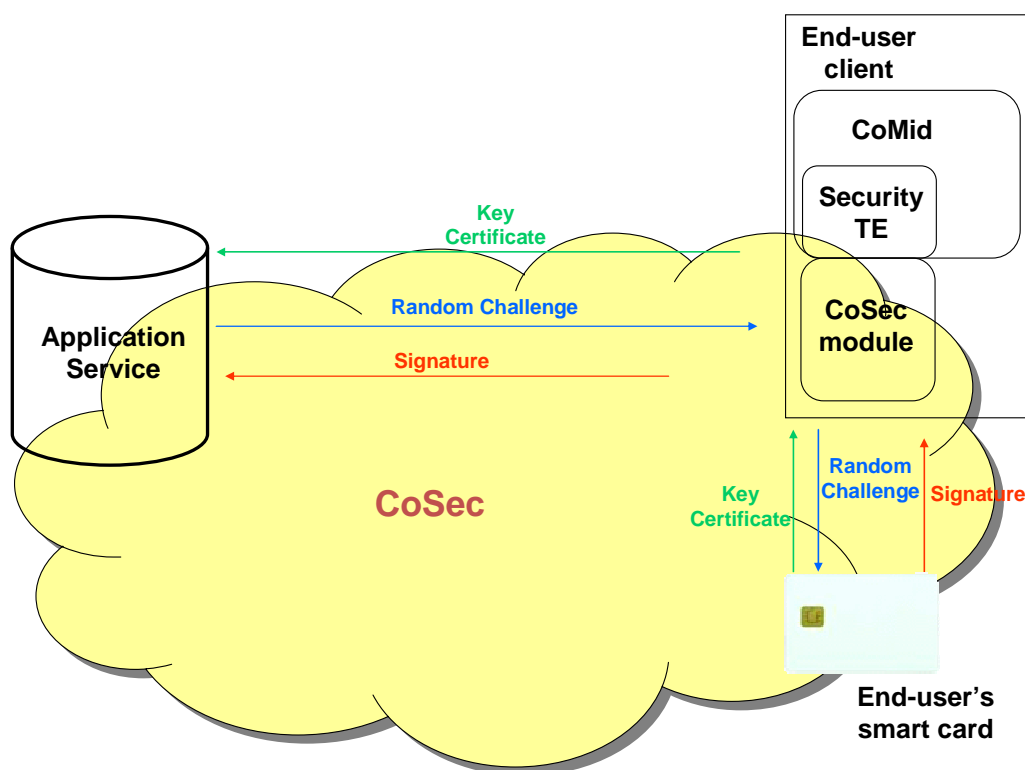 End-user
client
CoMid
Security
TE
Key
Certificate
Random Challenge
CoSec
module
Application
Service
Signature
CoSec
Key
Certificate
Random
Challenge
Signature
End-user's
smart card